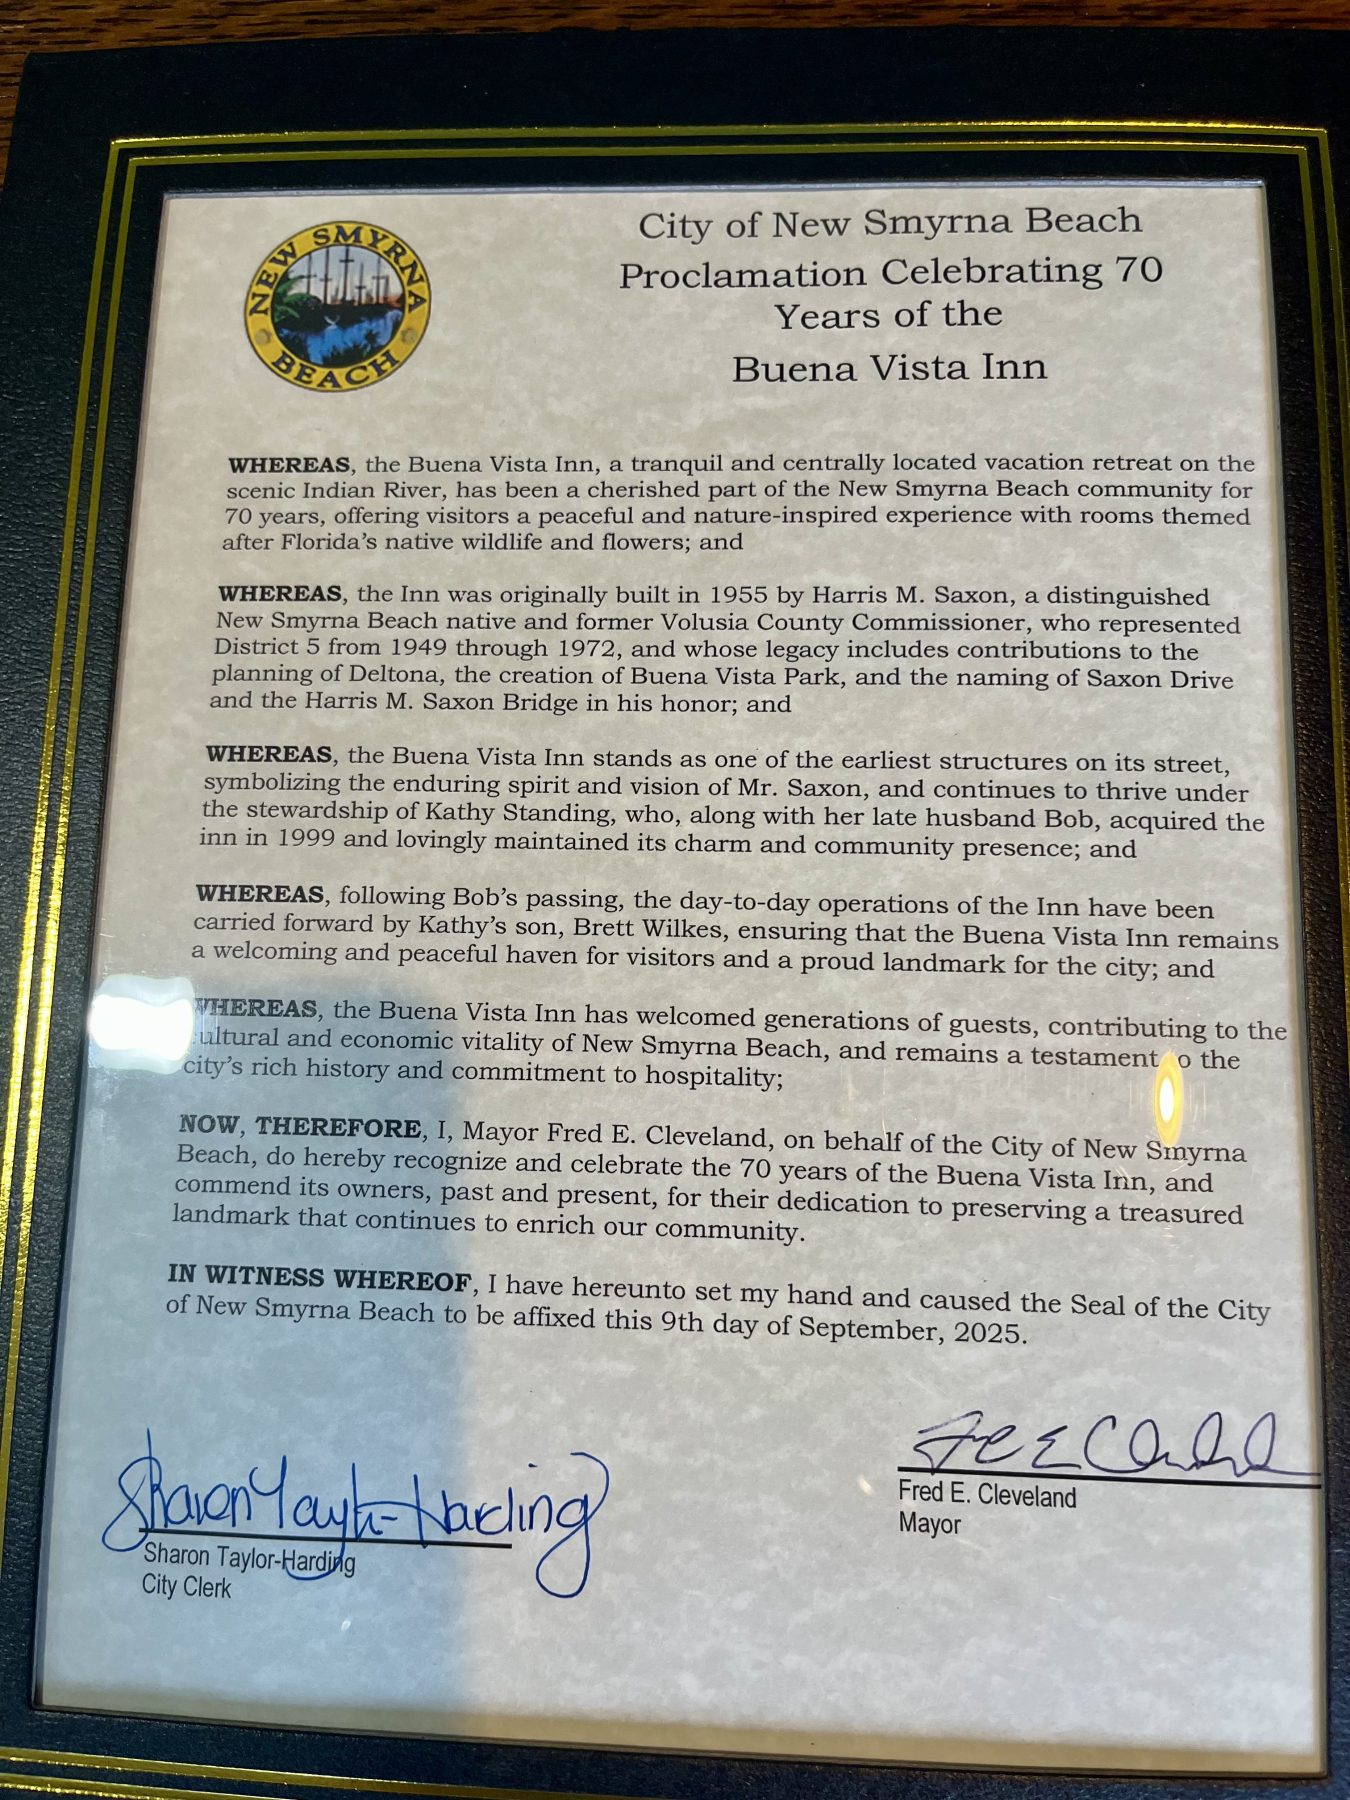 NEW SMYRNA
BEACH
City of New Smyrna Beach
Proclamation Celebrating 70
Years of the
Buena Vista Inn
WHEREAS, the Buena Vista Inn, a tranquil and centrally located vacation retreat on the
scenic Indian River, has been a cherished part of the New Smyrna Beach community for
70 years, offering visitors a peaceful and nature-inspired experience with rooms themed
after Florida's native wildlife and flowers; and
WHEREAS, the Inn was originally built in 1955 by Harris M. Saxon, a distinguished
New Smyrna Beach native and former Volusia County Commissioner, who represented
District 5 from 1949 through 1972, and whose legacy includes contributions to the
planning of Deltona, the creation of Buena Vista Park, and the naming of Saxon Drive
and the Harris M. Saxon Bridge in his honor; and
WHEREAS, the Buena Vista Inn stands as one of the earliest structures on its street,
symbolizing the enduring spirit and vision of Mr. Saxon, and continues to thrive under
the stewardship of Kathy Standing, who, along with her late husband Bob, acquired the
inn in 1999 and lovingly maintained its charm and community presence; and
WHEREAS, following Bob's passing, the day-to-day operations of the Inn have been
carried forward by Kathy's son, Brett Wilkes, ensuring that the Buena Vista Inn remains
a welcoming and peaceful haven for visitors and a proud landmark for the city; and
WHEREAS, the Buena Vista Inn has welcomed generations of guests, contributing to the
cultural and economic vitality of New Smyrna Beach, and remains a testament to the
city's rich history and commitment to hospitality;
NOW, THEREFORE, I, Mayor Fred E. Cleveland, on behalf of the City of New Smyrna
Beach, do hereby recognize and celebrate the 70 years of the Buena Vista Inn, and
commend its owners, past and present, for their dedication to preserving a treasured
landmark that continues to enrich our community.
IN WITNESS WHEREOF, I have hereunto set my hand and caused the Seal of the City
of New Smyrna Beach to be affixed this 9th day of September, 2025.
Fred E Cleveland
Fred E. Cleveland
Mayor
Sharon Taylor-Harding
Sharon Taylor-Harding
City Clerk